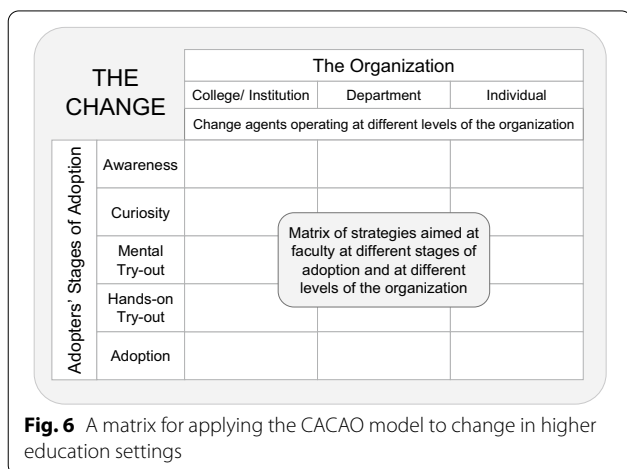 THE
CHANGE
The Organization
College/ Institution Department Individual
Change agents operating at different levels of the organization
Adopters' Stages of Adoption
Awareness
Curiosity
Mental
Try-out
Hands-on
Try-out
Adoption
Matrix of strategies aimed at
faculty at different stages of
adoption and at different
levels of the organization
Fig. 6 A matrix for applying the CACAO model to change in higher
education settings